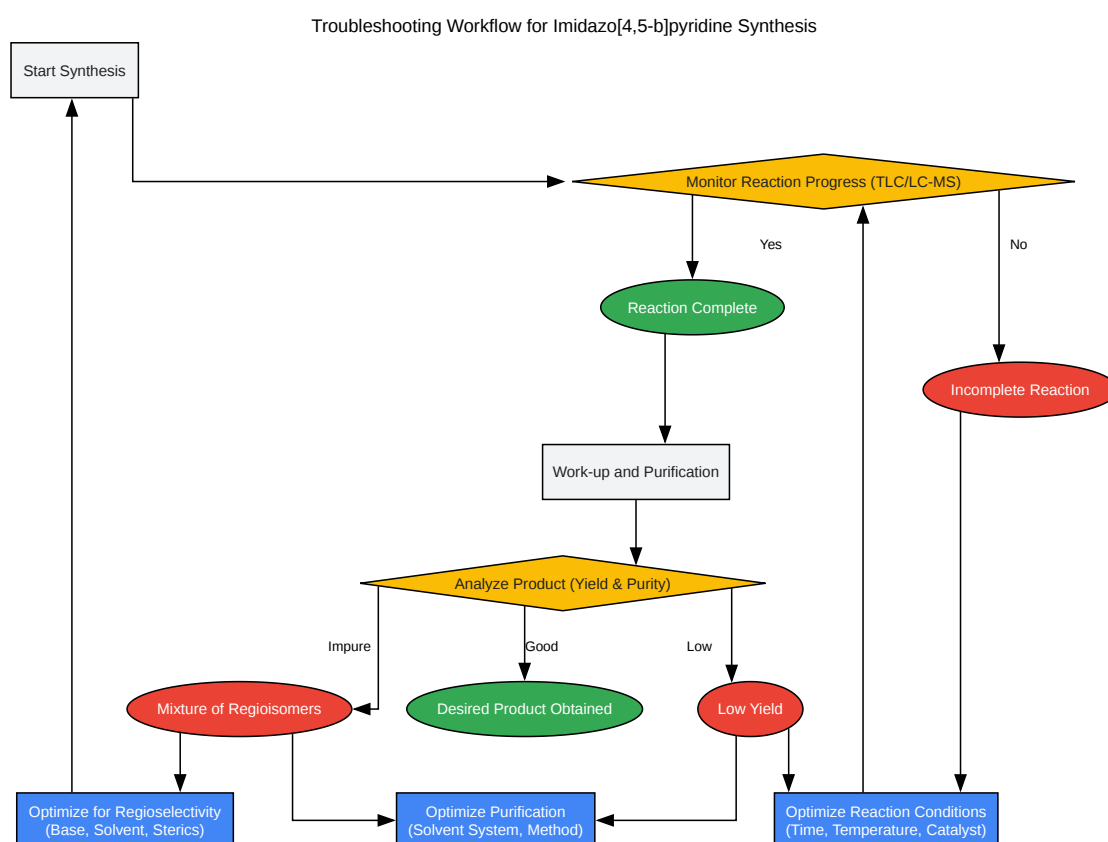 Troubleshooting Workflow for Imidazo[4,5-b]pyridine Synthesis
Start Synthesis
Monitor Reaction Progress (TLC/LC-MS)
Yes
No
Reaction Complete
Incomplete Reaction
Work-up and Purification
Analyze Product (Yield & Purity)
Impure
Good
Low
Mixture of Regioisomers
Desired Product Obtained
Low Yield
Optimize for Regioselectivity
(Base, Solvent, Sterics)
Optimize Purification
(Solvent System, Method)
Optimize Reaction Conditions
(Time, Temperature, Catalyst)